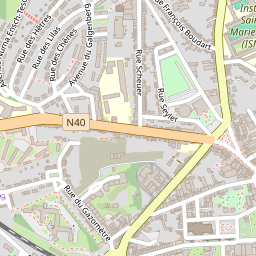 Rue François Boudart
Inst
Sain
Marie
(IS
Rue des Hêtres
Rue des Lilas
Rue des Chênes
Avenue du Galgenberg
Rue Scheuer
Rue Seyler
N40
Rue du Gazomètre